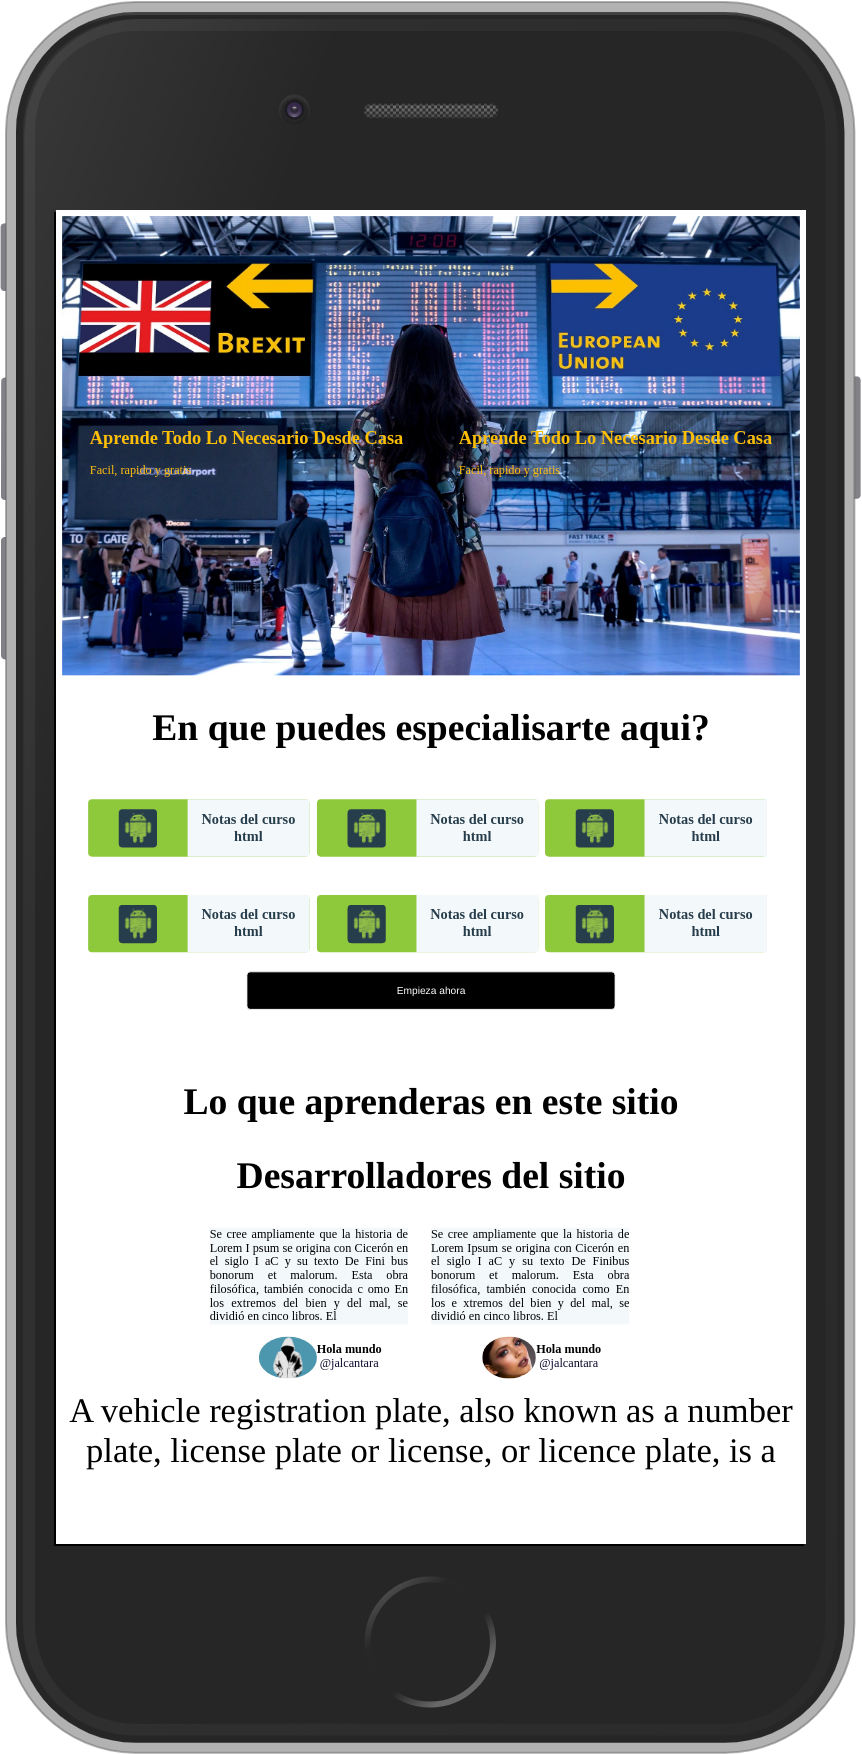 12:08
BREXIT
EUROPEAN
UNION
Aprende Todo Lo Necesario Desde Casa
Aprende Todo Lo Necesario Desde Casa
Facil, rapido y gratis
Airport
Facil, rapido y gratis
GATE
FAST TRACK
En que puedes especialisarte aqui?
Notas del curso
html
Notas del curso
html
Notas del curso
html
Notas del curso
html
Notas del curso
html
Notas del curso
html
Empieza ahora
Lo que aprenderas en este sitio
Desarrolladores del sitio
Se cree ampliamente que la historia de
Lorem I psum se origina con Cicerón en
el siglo I aC y su texto De Fini bus
bonorum et malorum. Esta obra
filosófica, también conocida c omo En
los extremos del bien y del mal, se
dividió en cinco libros. El
Hola mundo
@jalcantara
Se cree ampliamente que la historia de
Lorem Ipsum se origina con Cicerón en
el siglo I aC y su texto De Finibus
bonorum et malorum. Esta obra
filosófica, también conocida como En
los e xtremos del bien y del mal, se
dividió en cinco libros. El
Hola mundo
@jalcantara
A vehicle registration plate, also known as a number
plate, license plate or license, or licence plate, is a